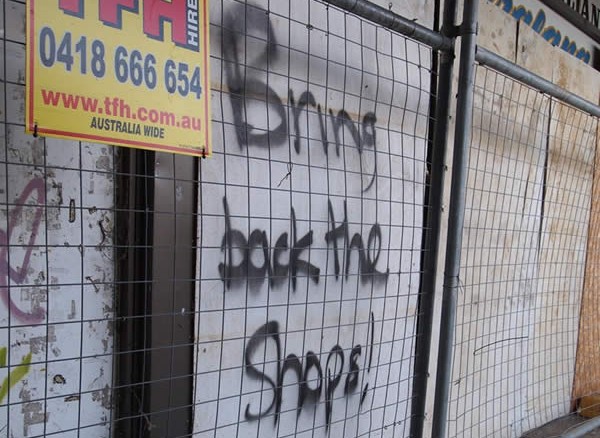 TFH HIRE
0418 666 654
www.tfh.com.au
AUSTRALIA WIDE
Bring
back the
Shops!